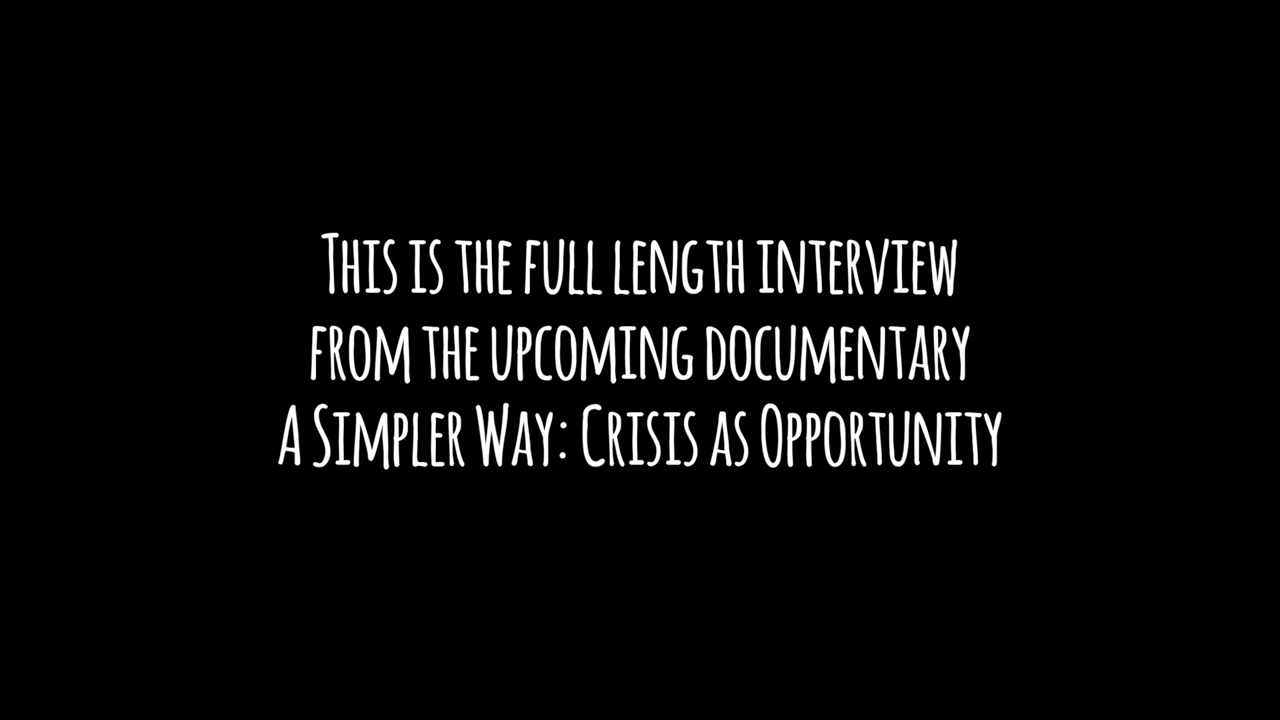 This is the full length interview
from the upcoming documentary
A Simpler Way: Crisis as Opportunity